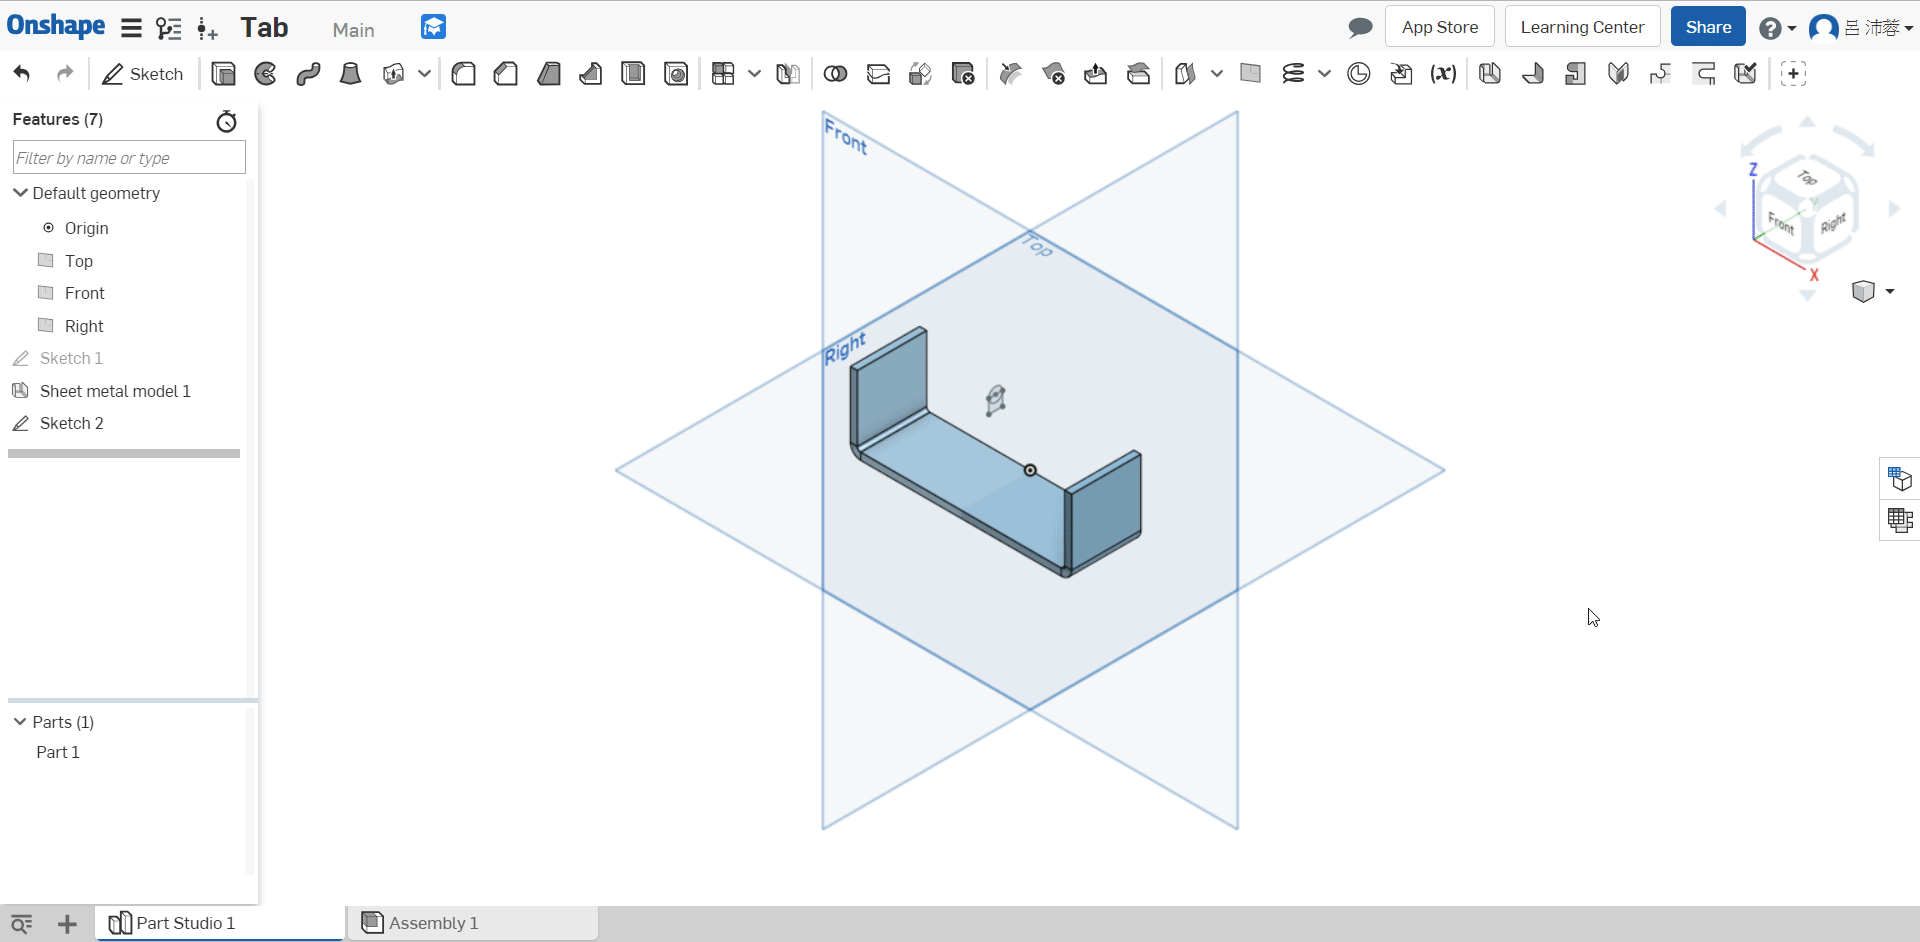 Onshape
Tab
Main
App Store
Learning Center
Share
呂 沛蓉
Sketch
(x)
Features (7)
Filter by name or type
Default geometry
Origin
Top
Front
Right
Sketch 1
Sheet metal model 1
Sketch 2
Parts (1)
Part 1
Front
Top
Right
Z
Top
Y
Front
Right
X
Part Studio 1
Assembly 1